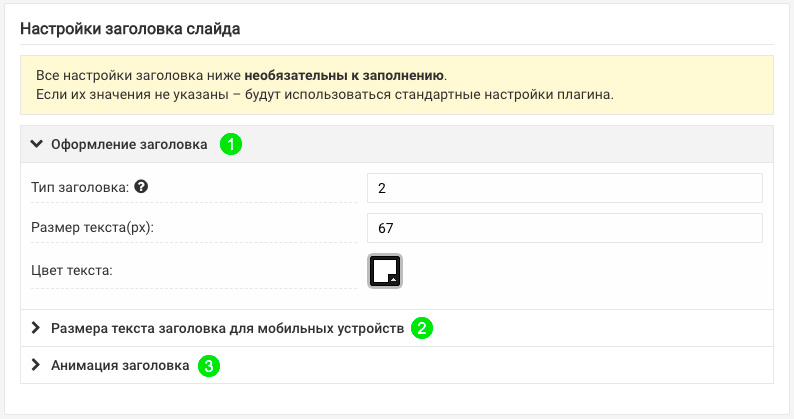 Настройки заголовка слайда
Все настройки заголовка ниже необязательны к заполнению.
Если их значения не указаны – будут использоваться стандартные настройки плагина.
Оформление заголовка 1
Тип заголовка: ?
2
Размер текста(px):
67
Цвет текста:
Размера текста заголовка для мобильных устройств 2
Анимация заголовка 3